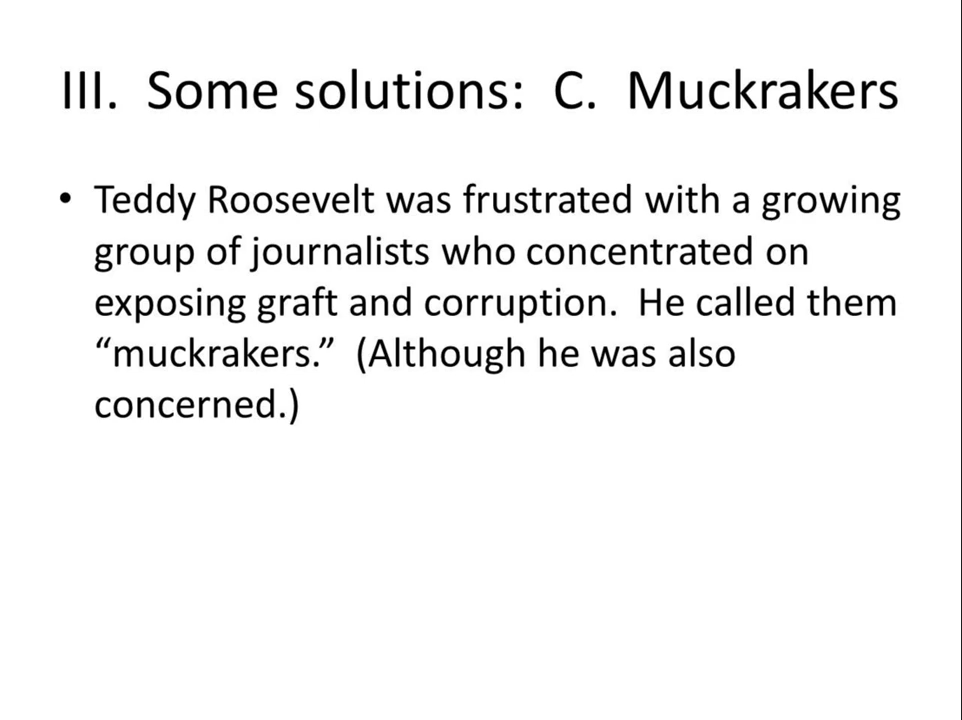 III.  Some solutions:  C.  Muckrakers
• Teddy Roosevelt was frustrated with a growing
group of journalists who concentrated on
exposing graft and corruption.  He called them
“muckrakers.”  (Although he was also
concerned.)